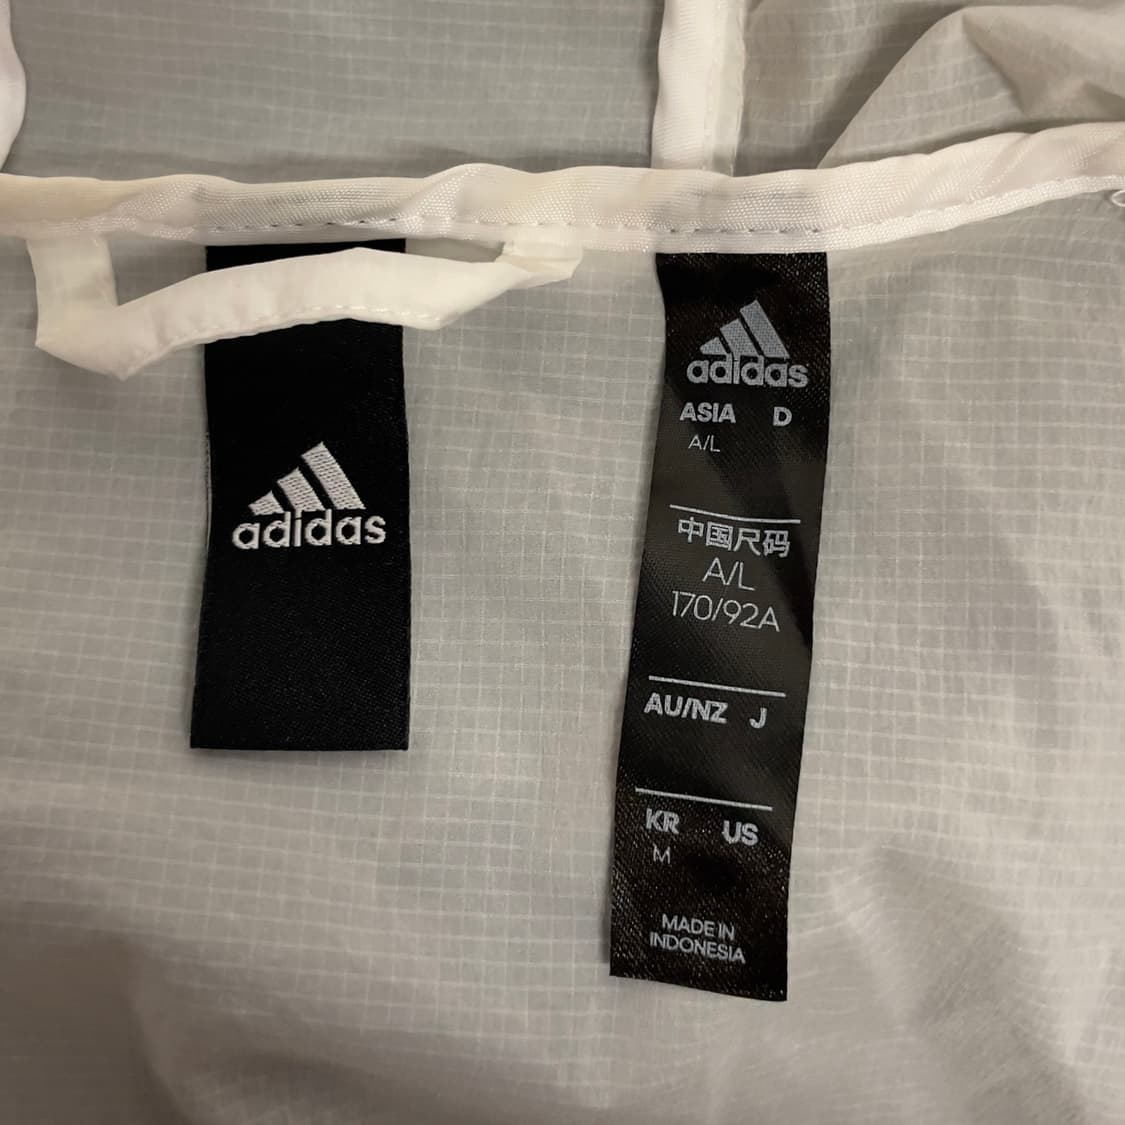 adidas
adidas
ASIA D
A/L
中国尺码
A/L
170/92A
AU/NZ J
KR US
M
MADE IN
INDONESIA